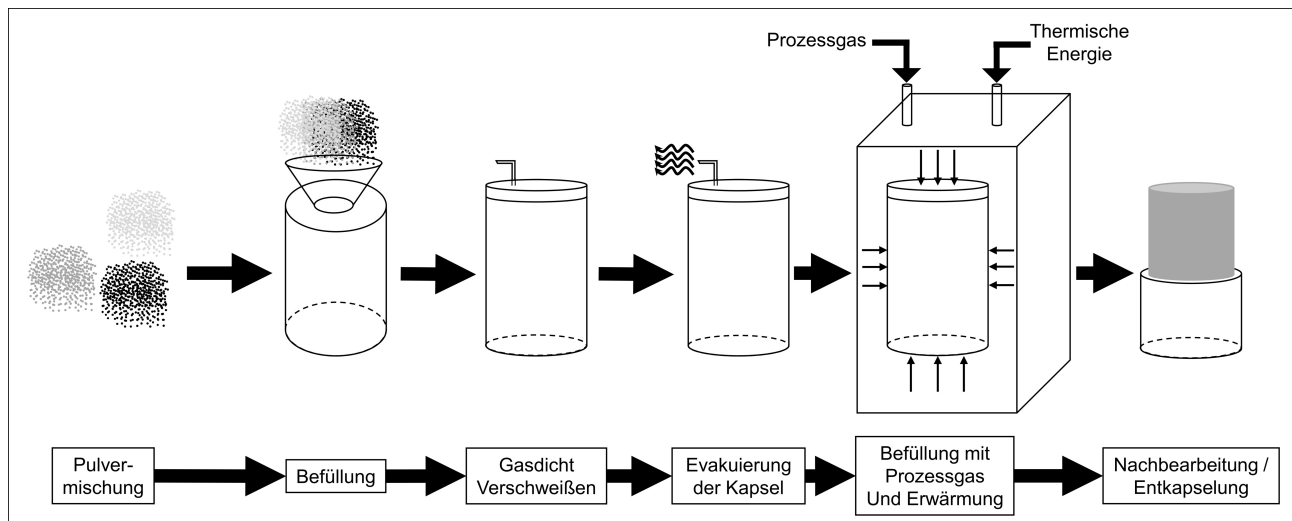 Prozessgas
Thermische
Energie
Pulver-
mischung
Befüllung
Gasdicht
Verschweißen
Evakuierung
der Kapsel
Befüllung mit
Prozessgas
Und Erwärmung
Nachbearbeitung /
Entkapselung